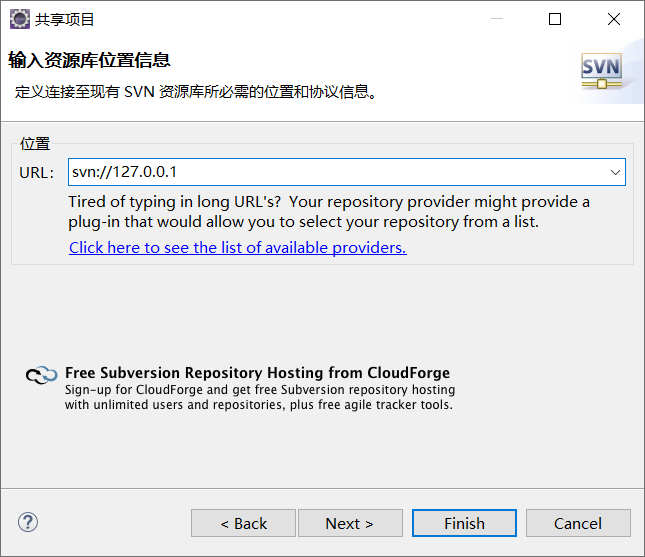 共享项目
输入资源库位置信息
定义连接至现有 SVN 资源库所必需的位置和协议信息。
SVN
位置
URL:
svn://127.0.0.1
Tired of typing in long URL's?  Your repository provider might provide a
plug-in that would allow you to select your repository from a list.
Click here to see the list of available providers.
Free Subversion Repository Hosting from CloudForge
Sign-up for CloudForge and get free Subversion repository hosting
with unlimited users and repositories, plus free agile tracker tools.
?
< Back
Next >
Finish
Cancel